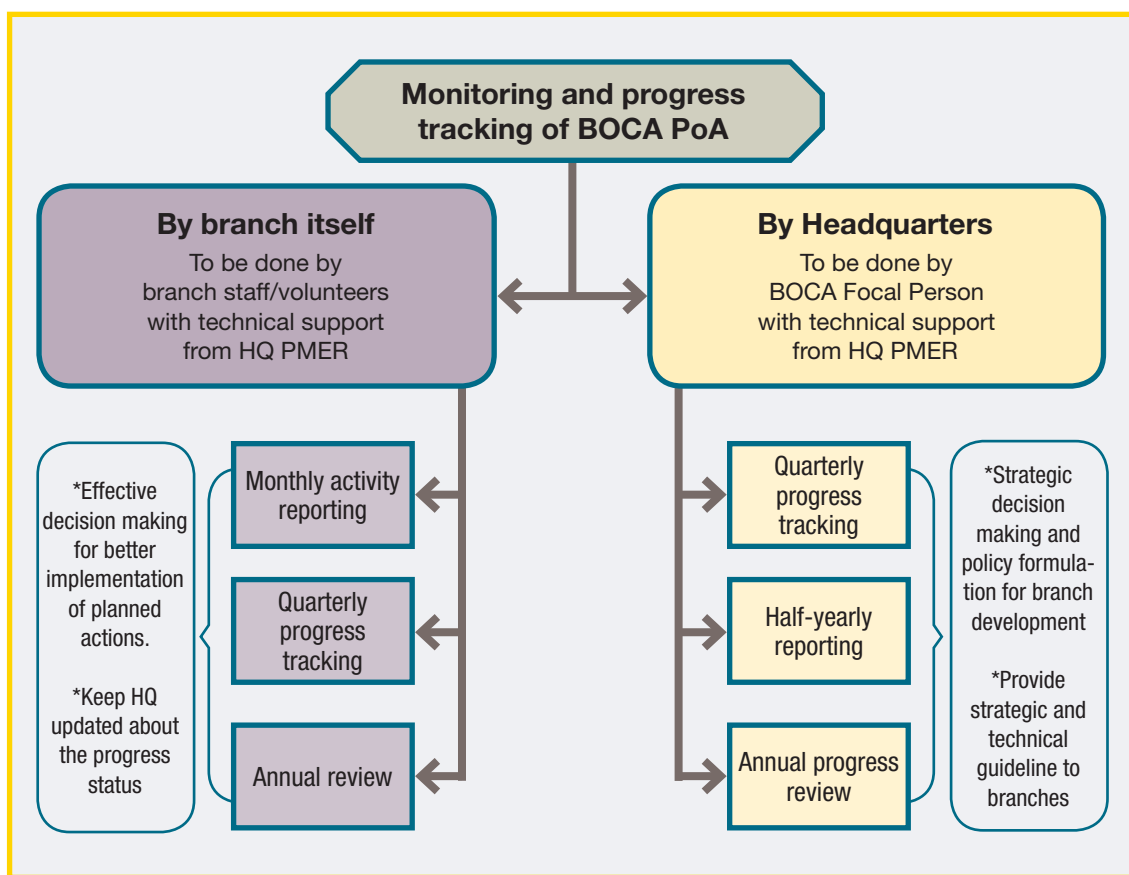 Monitoring and progress
tracking of BOCA PoA
By branch itself
To be done by
branch staff/volunteers
with technical support
from HQ PMER
By Headquarters
To be done by
BOCA Focal Person
with technical support
from HQ PMER
*Effective
decision making
for better
implementation
of planned
actions.
*Keep HQ
updated about
the progress
status
Monthly activity
reporting
Quarterly
progress
tracking
Annual review
Quarterly
progress
tracking
Half-yearly
reporting
Annual progress
review
*Strategic
decision
making and
policy formula-
tion for branch
development
*Provide
strategic and
technical
guideline to
branches